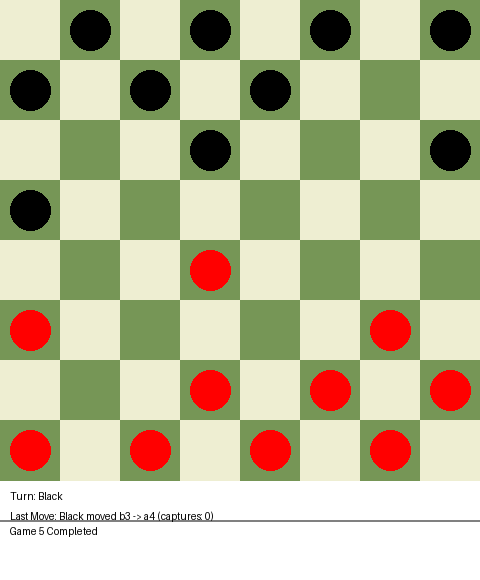 Turn: Black
Last Move: Black moved b3 -> a4 (captures: 0)
Game 5 Completed